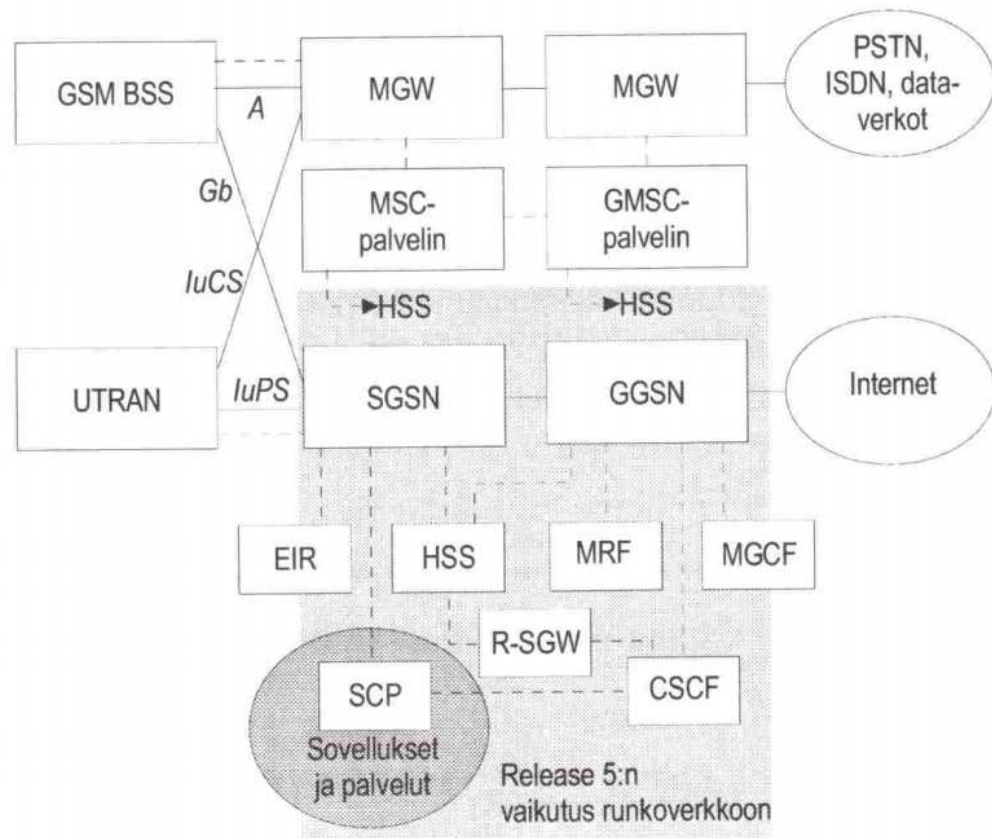 GSM BSS
A
MGW
MGW
PSTN,
ISDN, data-
verkot
Gb
IuCS
MSC-
palvelin
GMSC-
palvelin
HSS
HSS
UTRAN
IuPS
SGSN
GGSN
Internet
EIR
HSS
MRF
MGCF
R-SGW
SCP
CSCF
Sovellukset
ja palvelut
Release 5:n
vaikutus runkoverkkoon